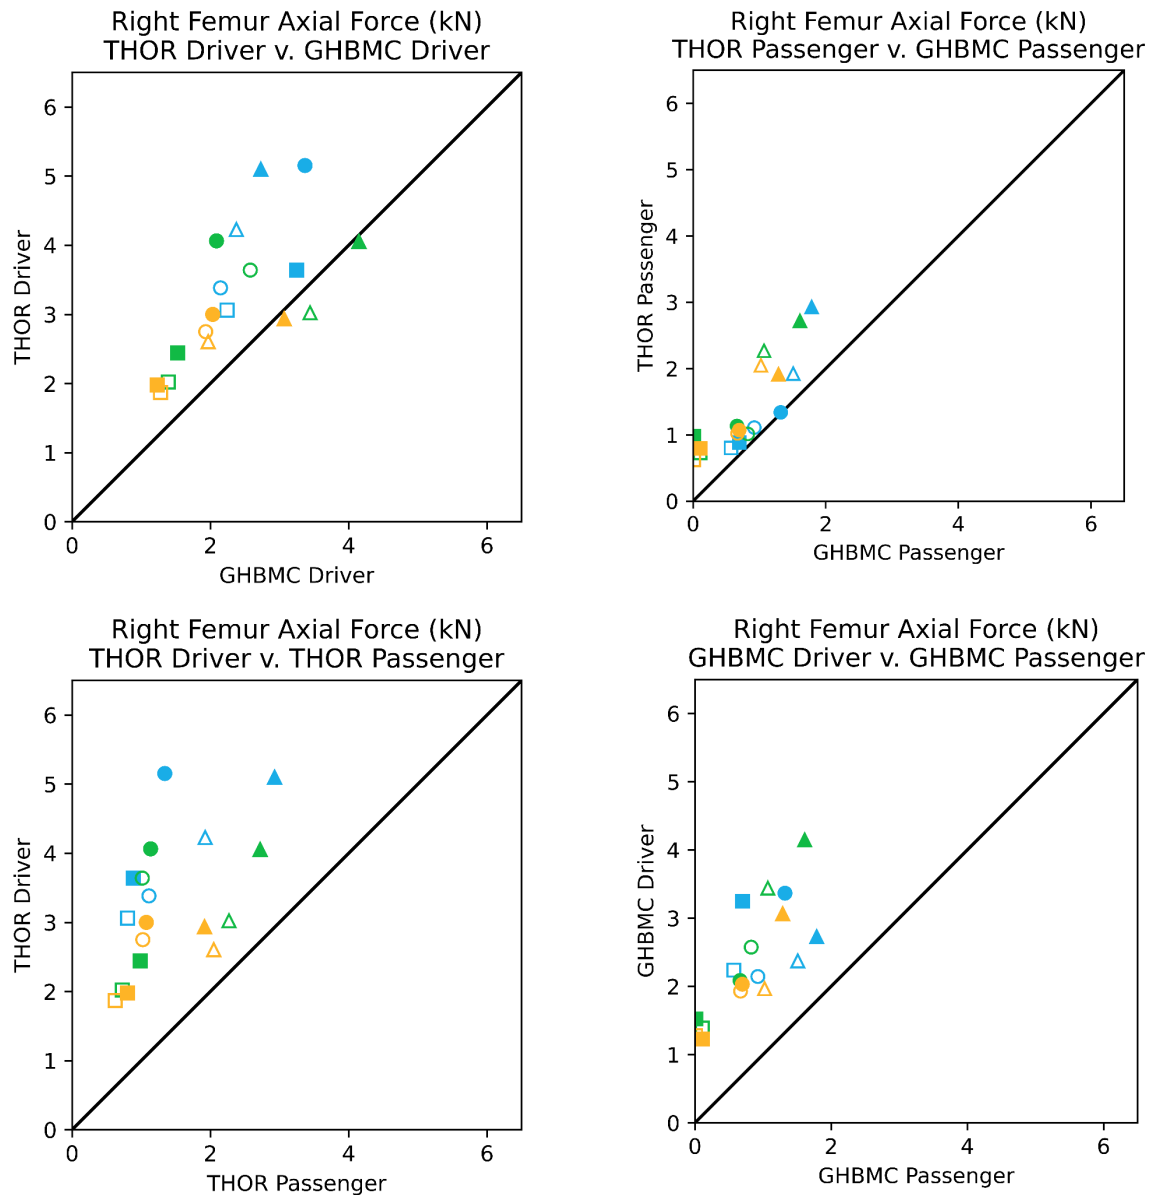 Right Femur Axial Force (kN)
THOR Driver v. GHBMC Driver
6
5
4
3
2
1
0
THOR Driver
0 2 4 6
GHBMC Driver
Right Femur Axial Force (kN)
THOR Passenger v. GHBMC Passenger
6
5
4
3
2
1
0
THOR Passenger
0 2 4 6
GHBMC Passenger
Right Femur Axial Force (kN)
THOR Driver v. THOR Passenger
6
5
4
3
2
1
0
THOR Driver
0 2 4 6
THOR Passenger
Right Femur Axial Force (kN)
GHBMC Driver v. GHBMC Passenger
6
5
4
3
2
1
0
GHBMC Driver
0 2 4 6
GHBMC Passenger